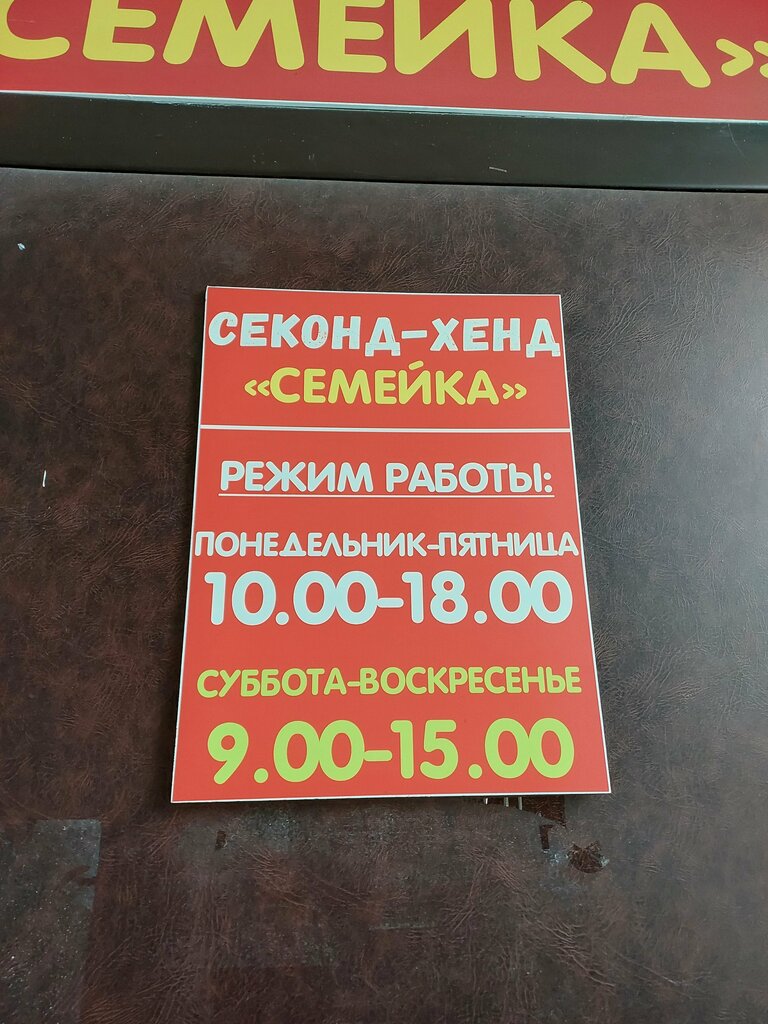 СЕМЕЙКА»
СЕКОНД-ХЕНД
«СЕМЕЙКА»
РЕЖИМ РАБОТЫ:
ПОНЕДЕЛЬНИК-ПЯТНИЦА
10.00-18.00
СУББОТА-ВОСКРЕСЕНЬЕ
9.00-15.00